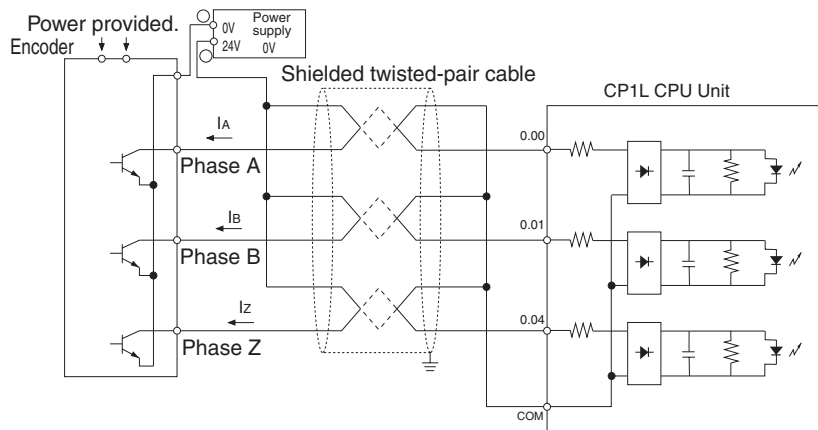 Power provided.
Encoder
0V
Power
supply
24V
0V
Shielded twisted-pair cable
CP1L CPU Unit
IA
Phase A
0.00
IB
Phase B
0.01
IZ
Phase Z
0.04
COM